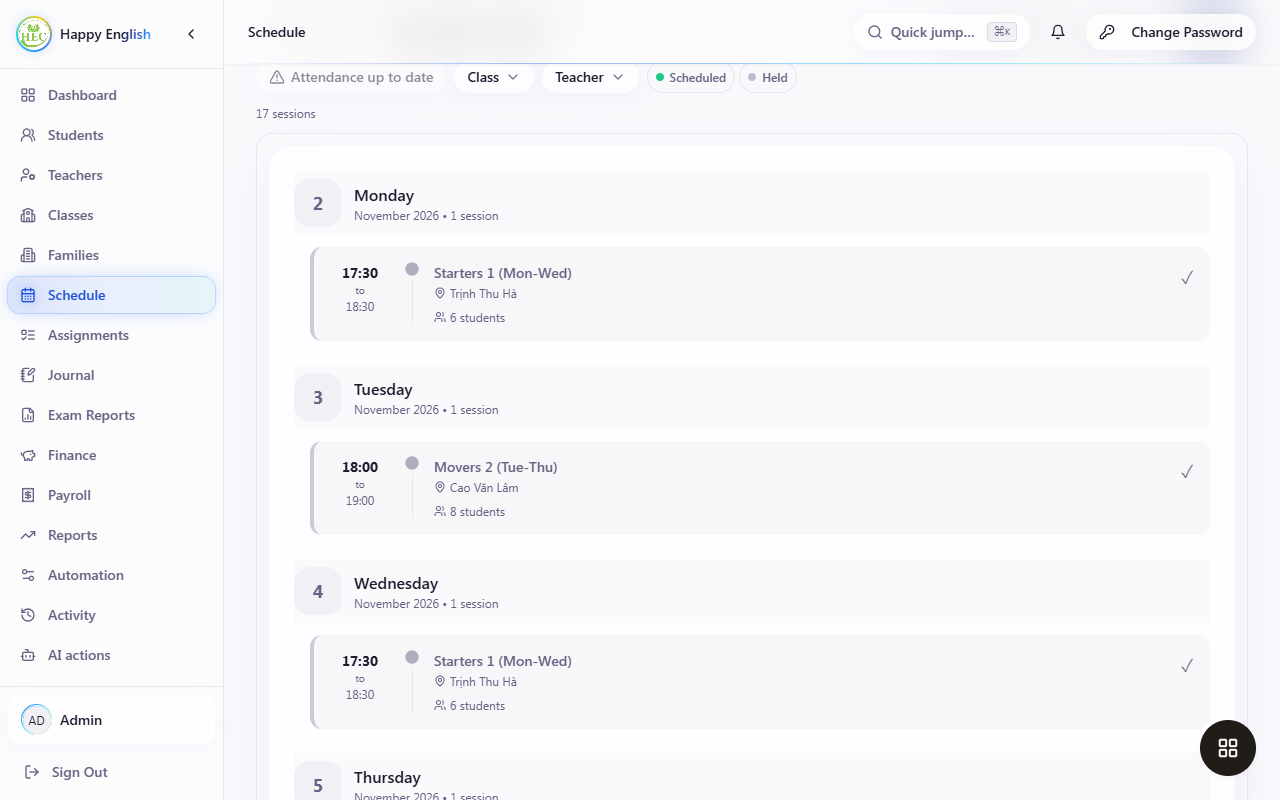 HEC
Happy English
Dashboard
Students
Teachers
Classes
Families
Schedule
Assignments
Journal
Exam Reports
Finance
Payroll
Reports
Automation
Activity
AI actions
AD
Admin
Sign Out
Schedule
Quick jump...
⌘K
Change Password
Attendance up to date
Class
Teacher
Scheduled
Held
17 sessions
2
Monday
November 2026 • 1 session
17:30
to
18:30
Starters 1 (Mon-Wed)
Trịnh Thu Hà
6 students
3
Tuesday
November 2026 • 1 session
18:00
to
19:00
Movers 2 (Tue-Thu)
Cao Văn Lâm
8 students
4
Wednesday
November 2026 • 1 session
17:30
to
18:30
Starters 1 (Mon-Wed)
Trịnh Thu Hà
6 students
5
Thursday
November 2026 • 1 session